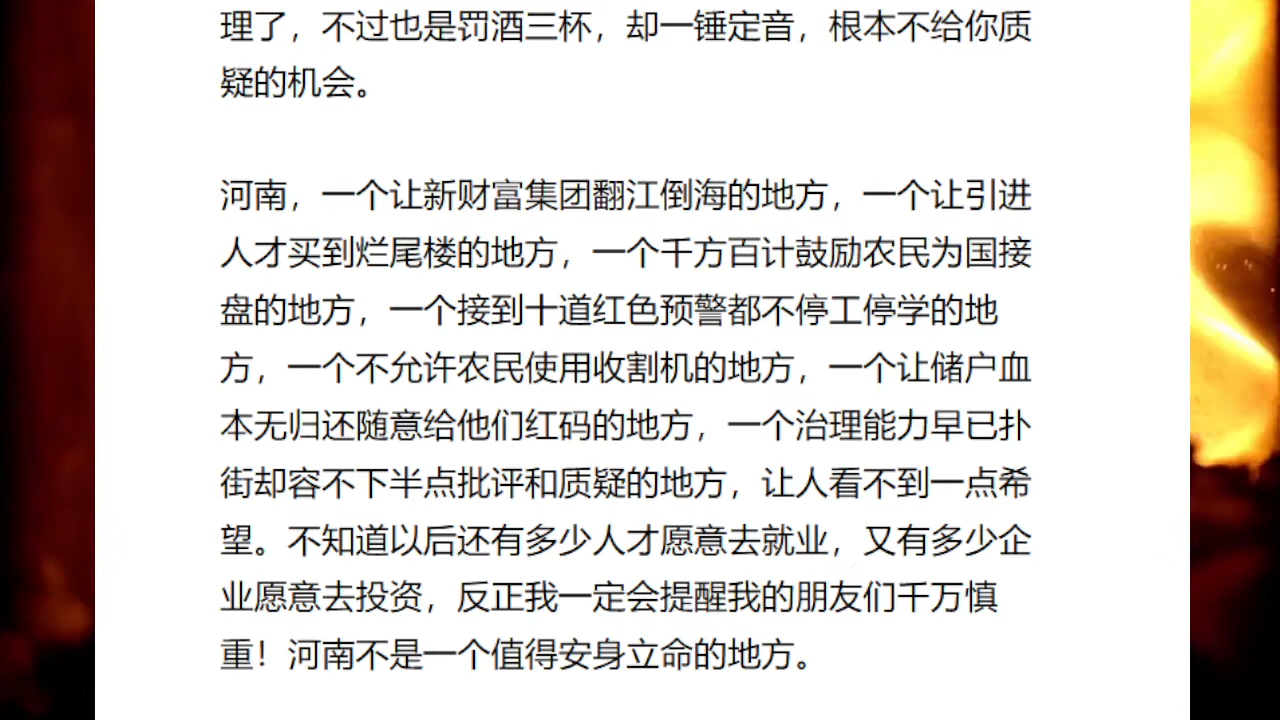 理了，不过也是罚酒三杯，却一锤定音，根本不给你质
疑的机会。
河南，一个让新财富集团翻江倒海的地方，一个让引进
人才买到烂尾楼的地方，一个千方百计鼓励农民为国接
盘的地方，一个接到十道红色预警都不停工停学的地
方，一个不允许农民使用收割机的地方，一个让储户血
本无归还随意给他们红码的地方，一个治理能力早已扑
街却容不下半点批评和质疑的地方，让人看不到一点希
望。不知道以后还有多少人才愿意去就业，又有多少企
业愿意去投资，反正我一定会提醒我的朋友们千万慎
重！河南不是一个值得安身立命的地方。